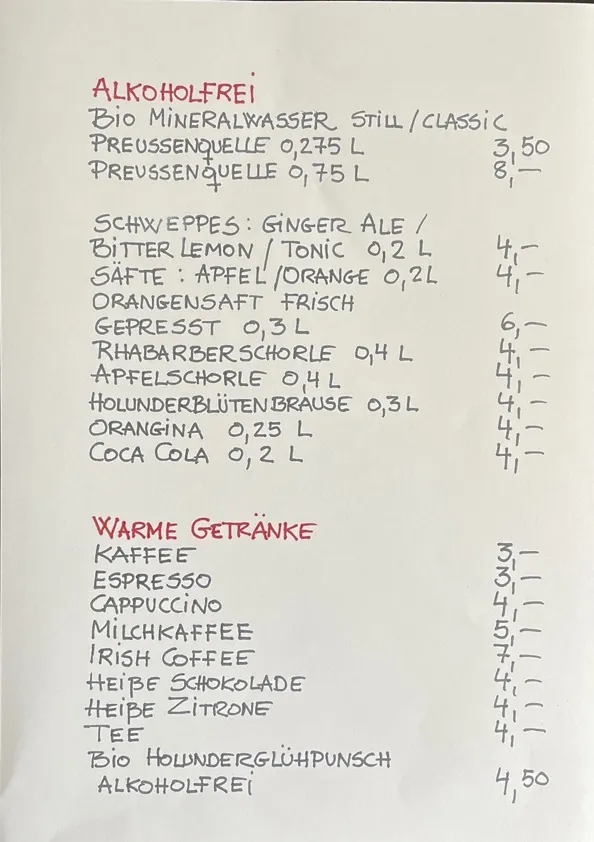 ALKOHOLFREI
BIO MINERALWASSER STILL / CLASSIC
PREUSSENQUELLE 0,275 L 3,50
PREUSSENQUELLE 0,75 L 8,—
SCHWEPPES: GINGER ALE /
BITTER LEMON / TONIC 0,2 L 4,—
SÄFTE : APFEL / ORANGE 0,2 L 4,—
ORANGENSAFT FRISCH
GEPRESST 0,3 L 6,—
RHABARBERSCHORLE 0,4 L 4,—
APFELSCHORLE 0,4 L 4,—
HOLUNDERBLÜTENBRAUSE 0,3 L 4,—
ORANGINA 0,25 L 4,—
COCA COLA 0,2 L 4,—
WARME GETRÄNKE
KAFFEE 3,—
ESPRESSO 3,—
CAPPUCCINO 4,—
MILCHKAFFEE 5,—
IRISH COFFEE 7,—
HEIßE SCHOKOLADE 4,—
HEIßE ZITRONE 4,—
TEE 4,—
BIO HOLUNDERGLÜHPUNSCH
ALKOHOLFREI 4,50